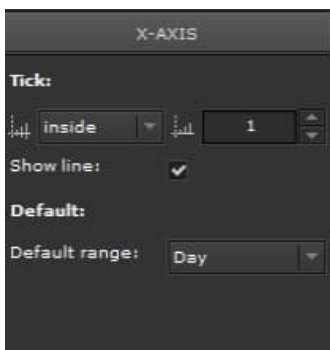 X-AXIS
Tick:
inside 1
Show line:
Default:
Default range: Day